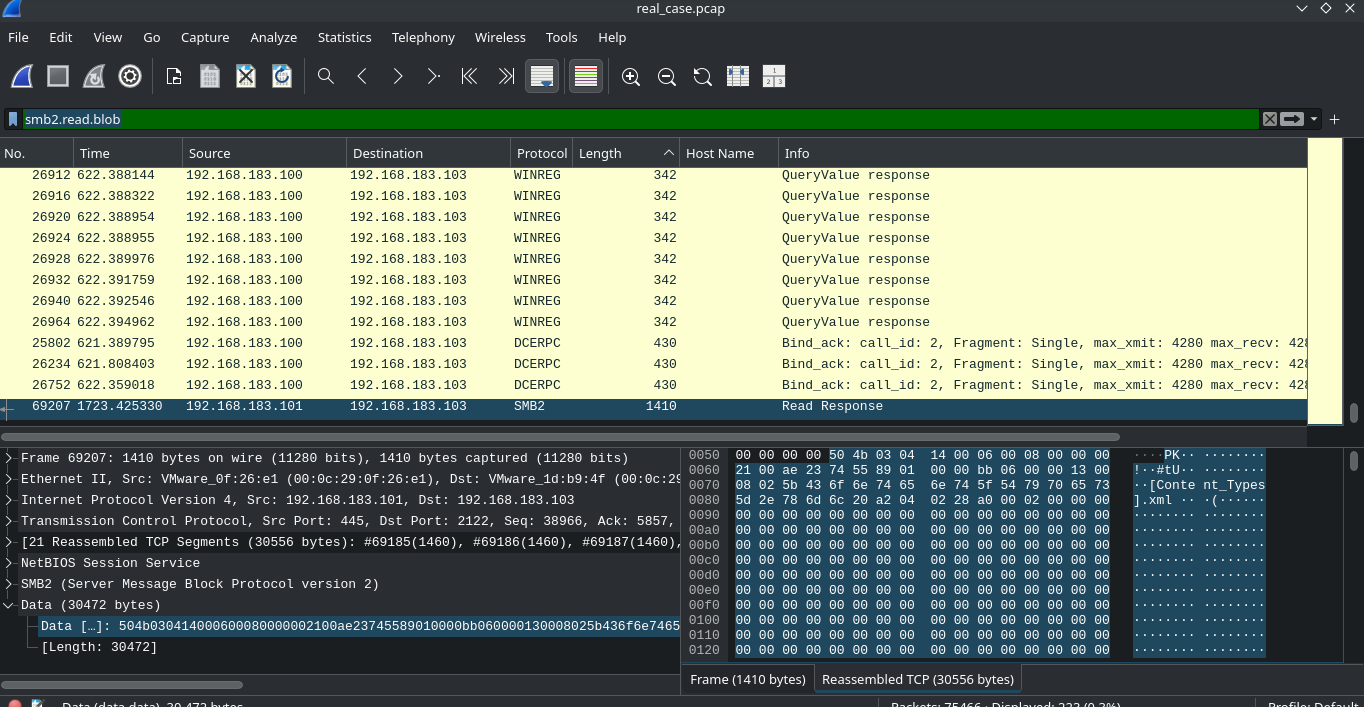 real_case.pcap
File Edit View Go Capture Analyze Statistics Telephony Wireless Tools Help
smb2.read.blob
No. Time Source Destination Protocol Length Host Name Info
26912 622.388144 192.168.183.100 192.168.183.103 WINREG 342 QueryValue response
26916 622.388322 192.168.183.100 192.168.183.103 WINREG 342 QueryValue response
26920 622.388954 192.168.183.100 192.168.183.103 WINREG 342 QueryValue response
26924 622.388955 192.168.183.100 192.168.183.103 WINREG 342 QueryValue response
26928 622.389976 192.168.183.100 192.168.183.103 WINREG 342 QueryValue response
26932 622.391759 192.168.183.100 192.168.183.103 WINREG 342 QueryValue response
26940 622.392546 192.168.183.100 192.168.183.103 WINREG 342 QueryValue response
26964 622.394962 192.168.183.100 192.168.183.103 WINREG 342 QueryValue response
25802 621.389795 192.168.183.100 192.168.183.103 DCERPC 430 Bind_ack: call_id: 2, Fragment: Single, max_xmit: 4280 max_recv: 428
26234 621.808403 192.168.183.100 192.168.183.103 DCERPC 430 Bind_ack: call_id: 2, Fragment: Single, max_xmit: 4280 max_recv: 428
26752 622.359018 192.168.183.100 192.168.183.103 DCERPC 430 Bind_ack: call_id: 2, Fragment: Single, max_xmit: 4280 max_recv: 428
69207 1723.425330 192.168.183.101 192.168.183.103 SMB2 1410 Read Response
Frame 69207: 1410 bytes on wire (11280 bits), 1410 bytes captured (11280 bits)
Ethernet II, Src: VMware_0f:26:e1 (00:0c:29:0f:26:e1), Dst: VMware_1d:b9:4f (00:0c:29
Internet Protocol Version 4, Src: 192.168.183.101, Dst: 192.168.183.103
Transmission Control Protocol, Src Port: 445, Dst Port: 2122, Seq: 38966, Ack: 5857,
[21 Reassembled TCP Segments (30556 bytes): #69185(1460), #69186(1460), #69187(1460),
NetBIOS Session Service
SMB2 (Server Message Block Protocol version 2)
Data (30472 bytes)
Data […]: 504b030414000600080000002100ae23745589010000bb060000130008025b436f6e7465
[Length: 30472]
0050 00 00 00 00 50 4b 03 04 14 00 06 00 08 00 00 00 ····PK·· ········
0060 21 00 ae 23 74 55 89 01 00 00 bb 06 00 00 13 00 !··#tU·· ········
0070 08 02 5b 43 6f 6e 74 65 6e 74 5f 54 79 70 65 73 ··[Conte nt_Types
0080 5d 2e 78 6d 6c 20 a2 04 02 28 a0 00 02 00 00 00 ].xml ·· ·(······
0090 00 00 00 00 00 00 00 00 00 00 00 00 00 00 00 00 ········ ········
00a0 00 00 00 00 00 00 00 00 00 00 00 00 00 00 00 00 ········ ········
00b0 00 00 00 00 00 00 00 00 00 00 00 00 00 00 00 00 ········ ········
00c0 00 00 00 00 00 00 00 00 00 00 00 00 00 00 00 00 ········ ········
00d0 00 00 00 00 00 00 00 00 00 00 00 00 00 00 00 00 ········ ········
00e0 00 00 00 00 00 00 00 00 00 00 00 00 00 00 00 00 ········ ········
00f0 00 00 00 00 00 00 00 00 00 00 00 00 00 00 00 00 ········ ········
0100 00 00 00 00 00 00 00 00 00 00 00 00 00 00 00 00 ········ ········
0110 00 00 00 00 00 00 00 00 00 00 00 00 00 00 00 00 ········ ········
0120 00 00 00 00 00 00 00 00 00 00 00 00 00 00 00 00 ········ ········
Frame (1410 bytes) Reassembled TCP (30556 bytes)
Data (data.data), 30,472 bytes Packets: 75466 · Displayed: 223 (0.3%) Profile: Default